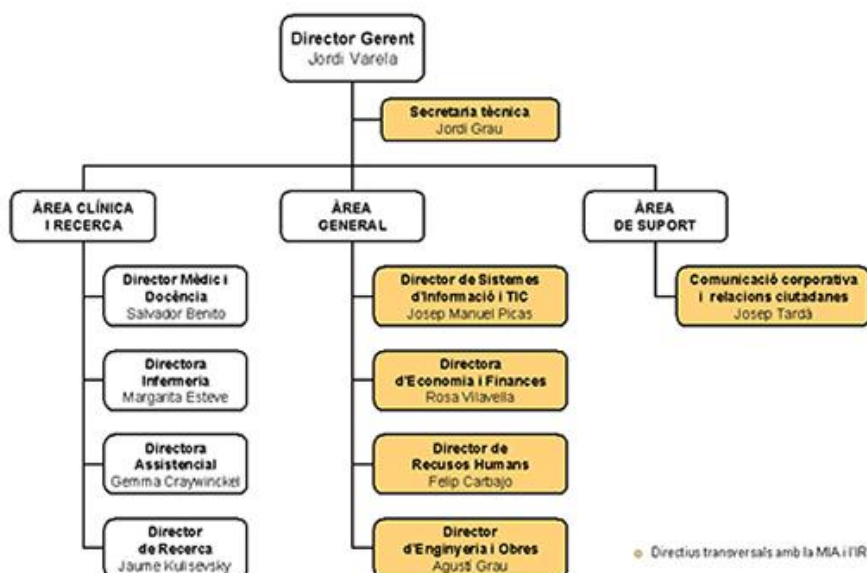 Director Gerent
Jordi Varela
Secretaria tècnica
Jordi Grau
ÀREA CLÍNICA
I RECERCA
ÀREA
GENERAL
ÀREA
DE SUPORT
Director Mèdic i
Docència
Salvador Benito
Directora
Infermeria
Margarita Esteve
Directora
Assistencial
Gemma Craywinckel
Director
de Recerca
Jaume Kulisevsky
Director de Sistemes
d'Informació i TIC
Josep Manuel Picas
Directora
d'Economia i Finances
Rosa Vilavella
Director de
Recusos Humans
Felip Carbajo
Director
d'Enginyeria i Obres
Agustí Grau
Comunicació corporativa
i relacions ciutadanes
Josep Tardà
Directius transversals amb la MIA i l'IR